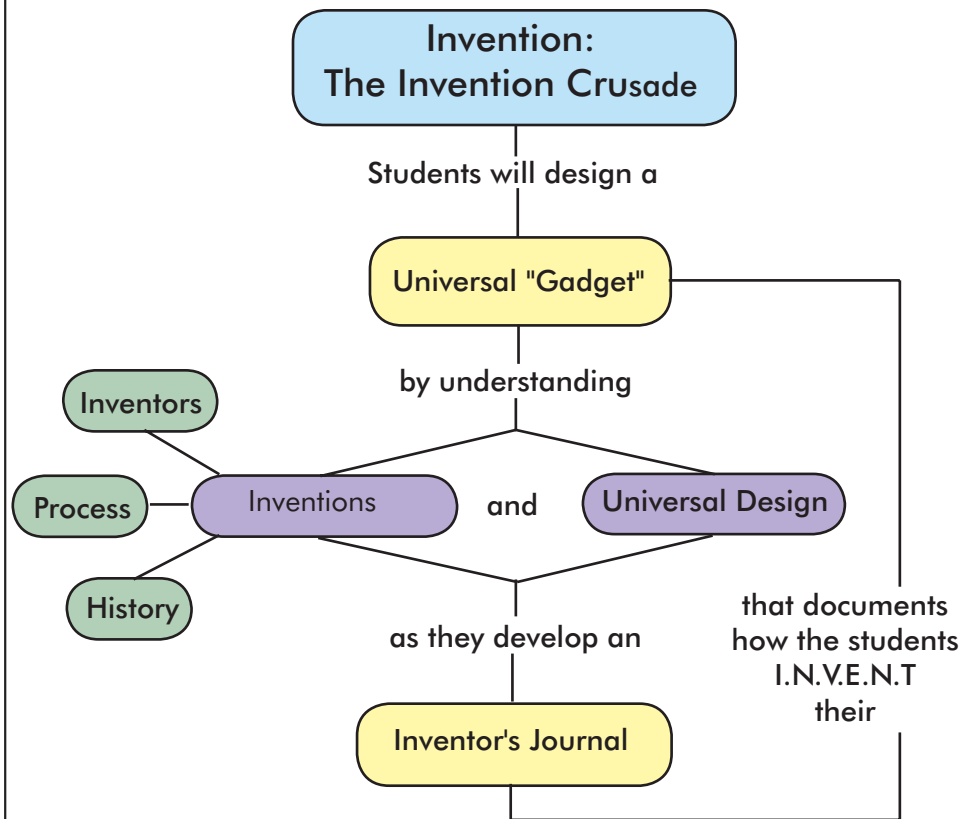 Invention:
The Invention Crusade
Students will design a
Universal "Gadget"
by understanding
Inventors
Process
History
Inventions
and
Universal Design
as they develop an
Inventor's Journal
that documents
how the students
I.N.V.E.N.T
their